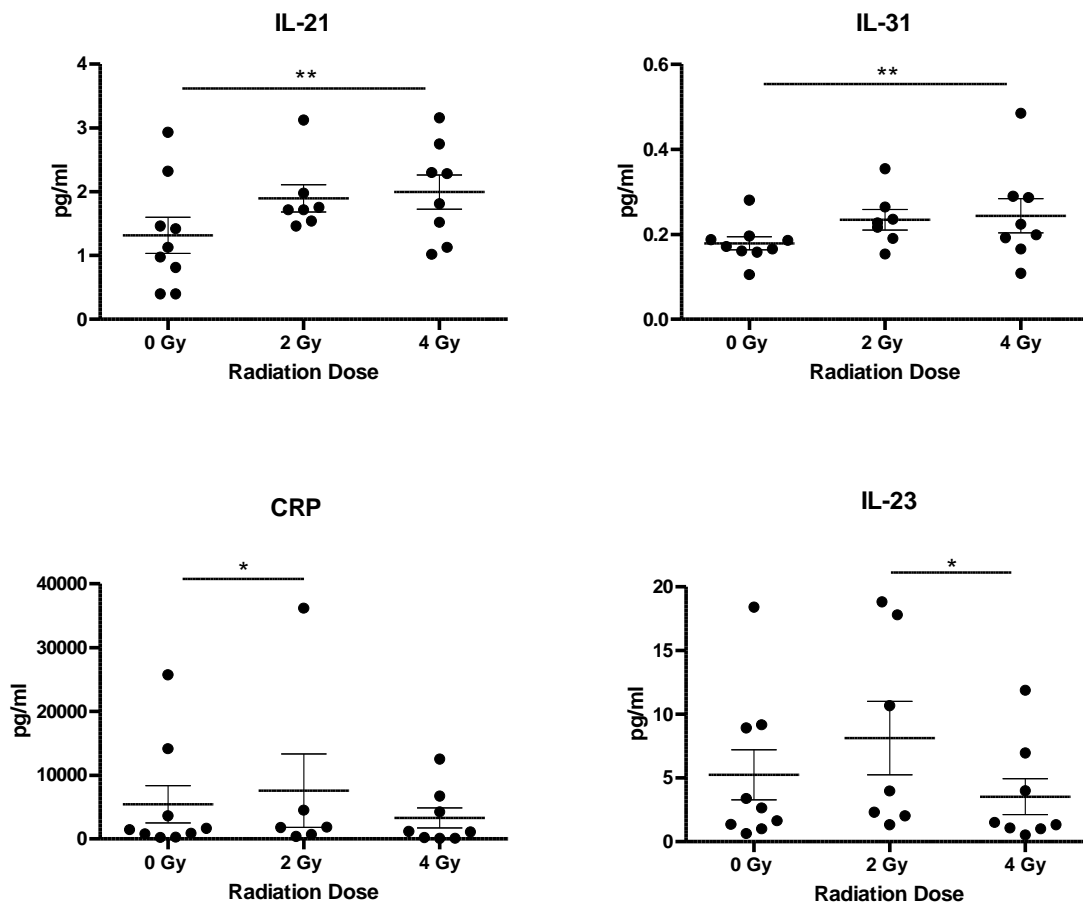 IL-21
**
4
3
2
1
0
pg/ml
0 Gy
2 Gy
4 Gy
Radiation Dose
IL-31
**
0.6
0.4
0.2
0.0
pg/ml
0 Gy
2 Gy
4 Gy
Radiation Dose
CRP
*
40000
30000
20000
10000
0
pg/ml
0 Gy
2 Gy
4 Gy
Radiation Dose
IL-23
*
20
15
10
5
0
pg/ml
0 Gy
2 Gy
4 Gy
Radiation Dose